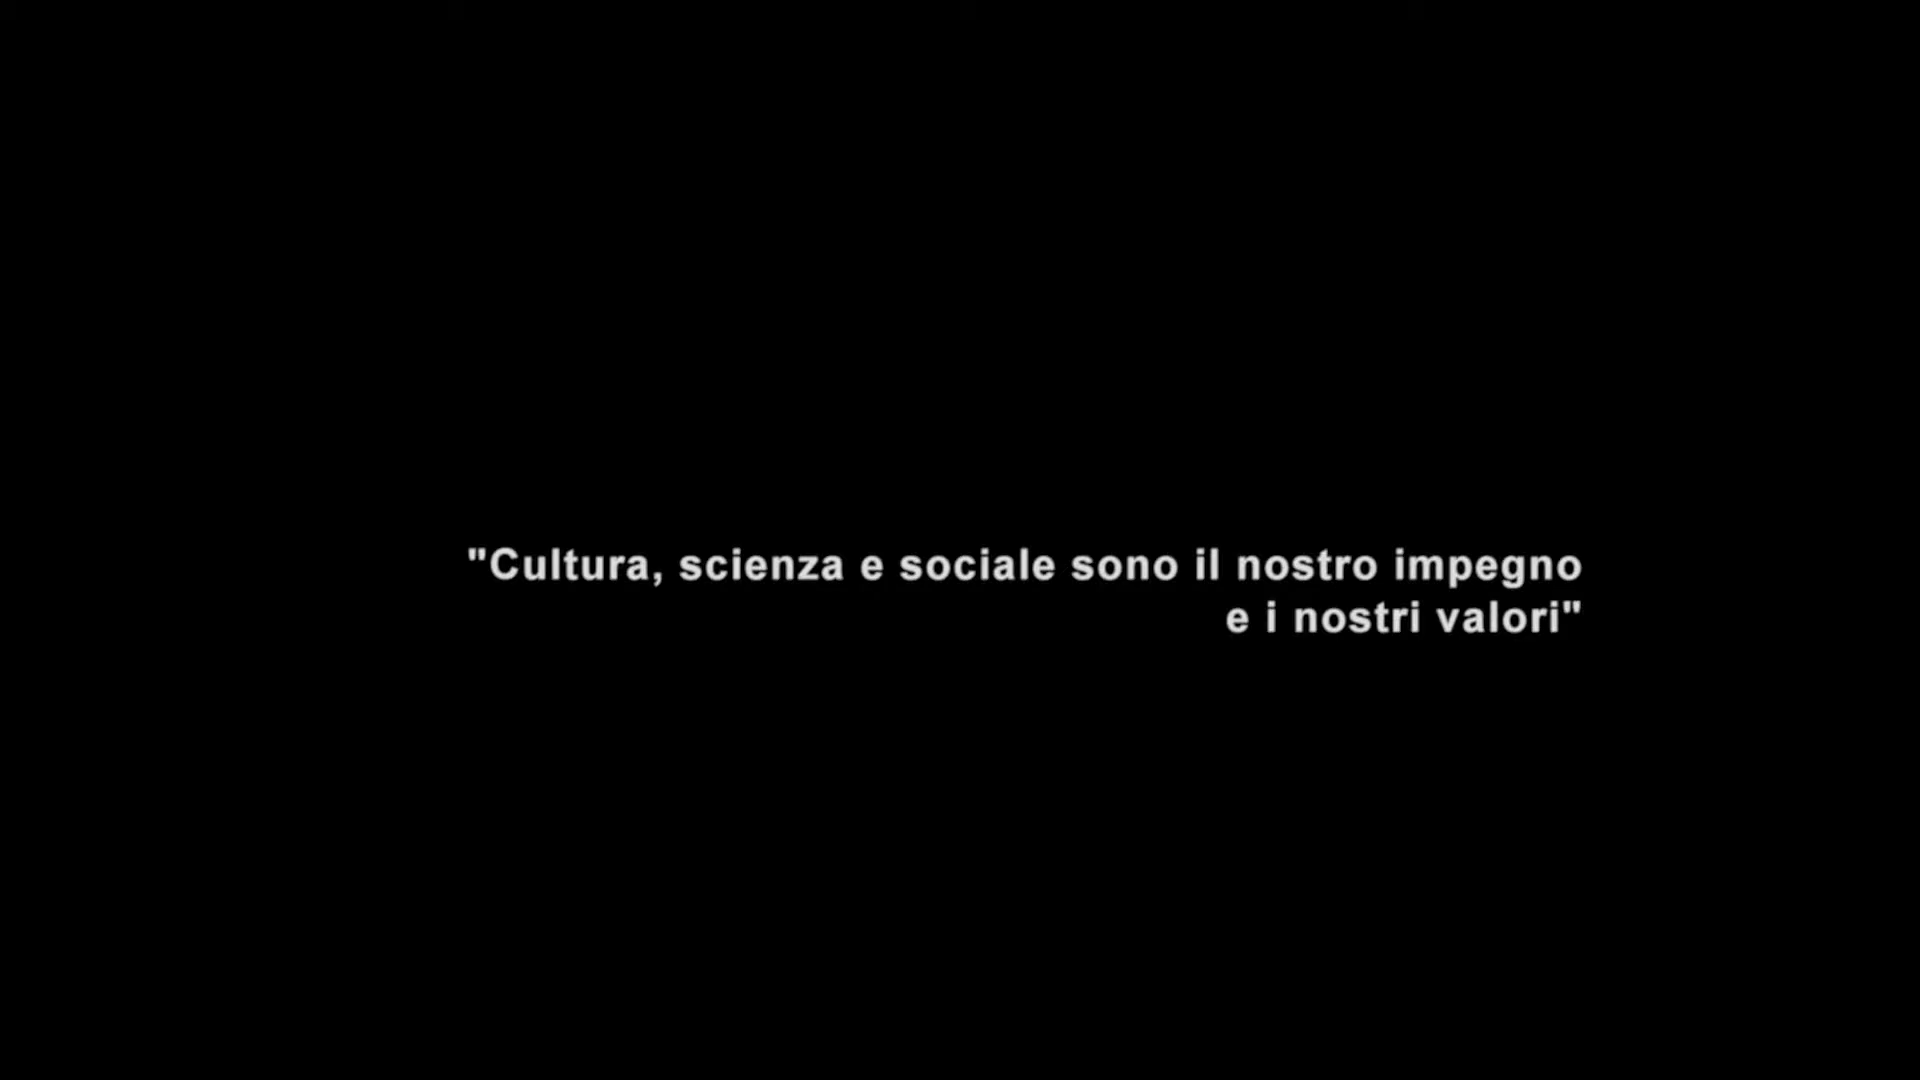 "Cultura, scienza e sociale sono il nostro impegno
e i nostri valori"